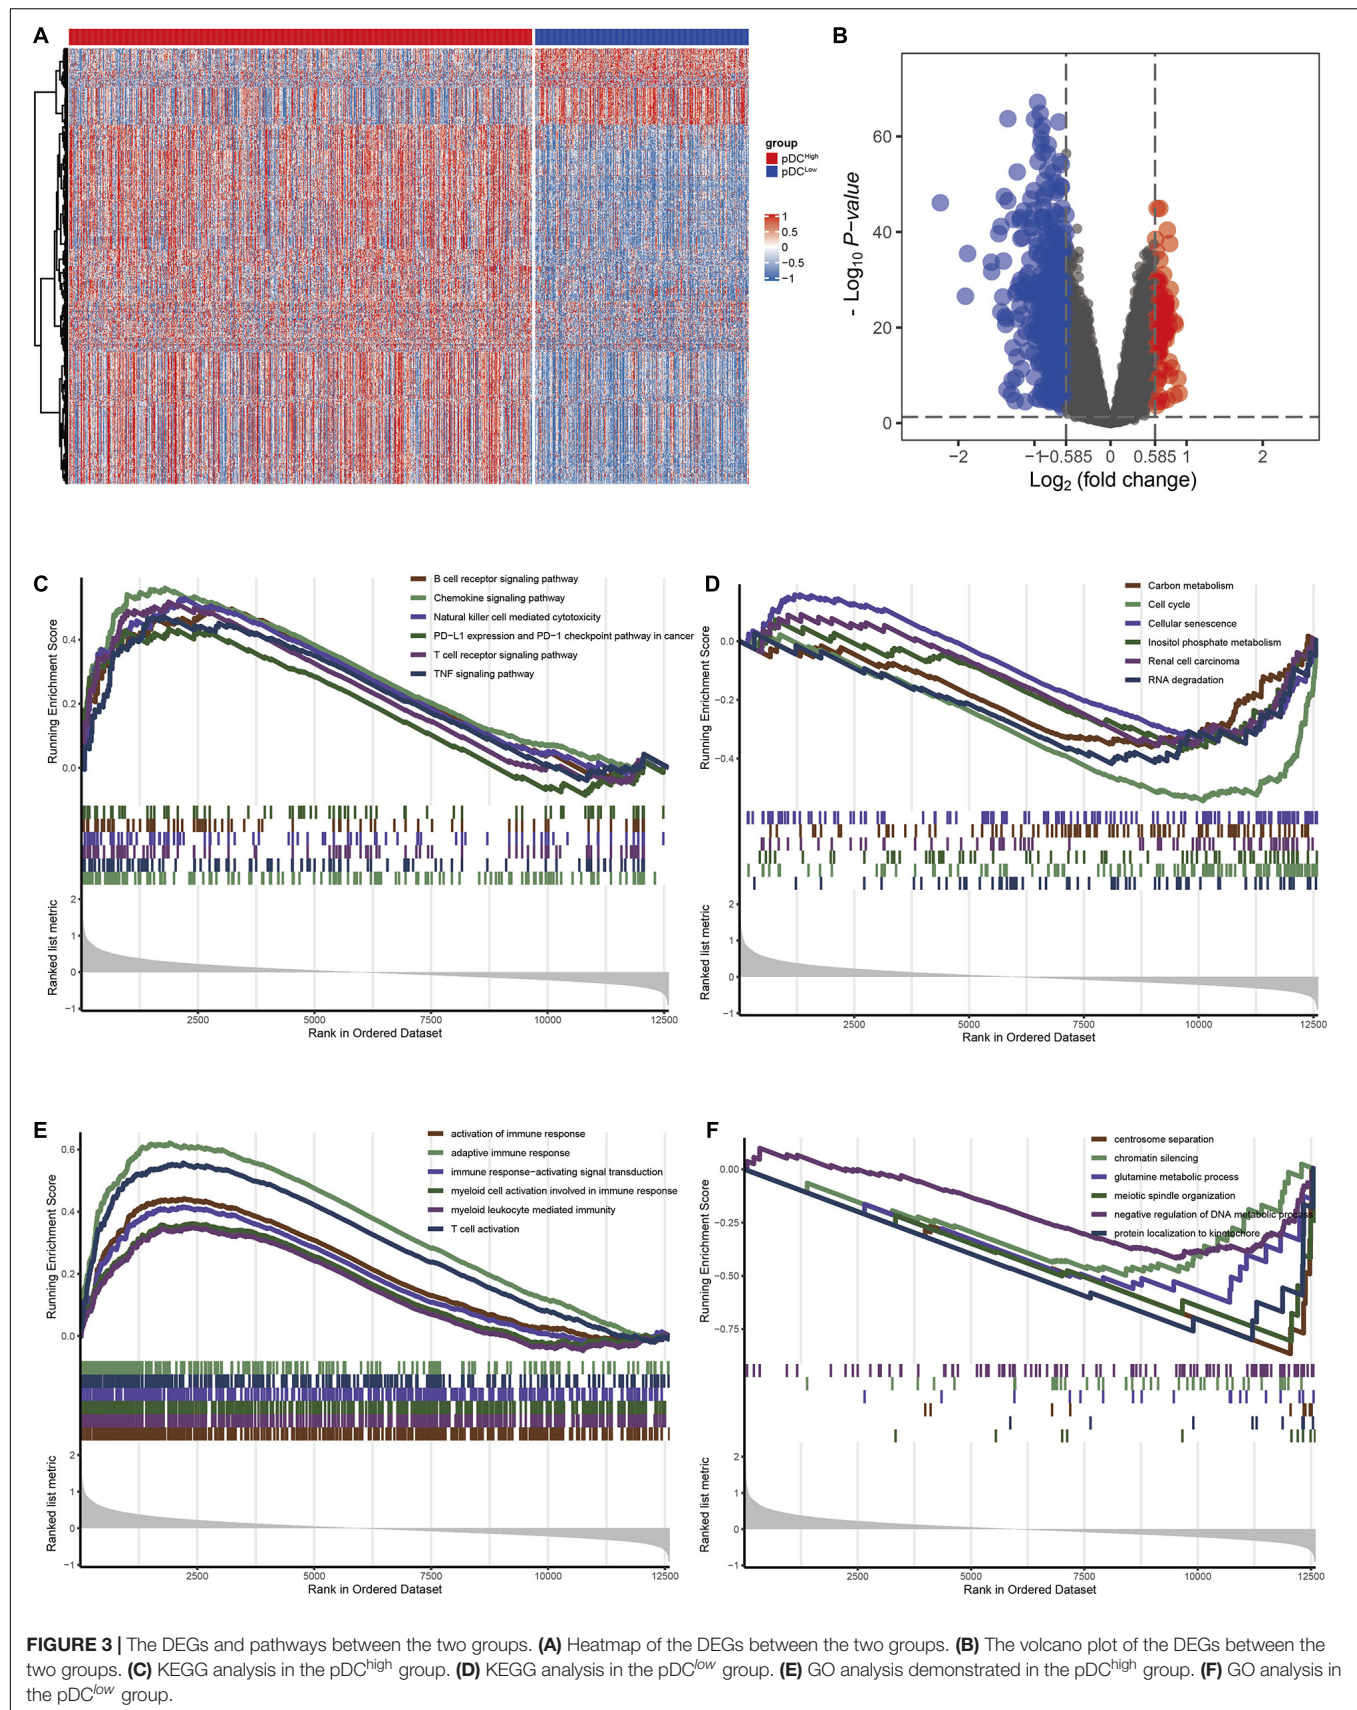 A
group
pDCHigh
pDCLow
1
0.5
0
−0.5
−1
B
60
40
20
0
− Log10 P−value
−2
−1
−0.585
0
0.585
1
2
Log2 (fold change)
C
B cell receptor signaling pathway
Chemokine signaling pathway
Natural killer cell mediated cytotoxicity
PD−L1 expression and PD−1 checkpoint pathway in cancer
T cell receptor signaling pathway
TNF signaling pathway
Running Enrichment Score
0.4
0.2
0.0
Ranked list metric
2
1
0
−1
2500 5000 7500 10000 12500
Rank in Ordered Dataset
D
Carbon metabolism
Cell cycle
Cellular senescence
Inositol phosphate metabolism
Renal cell carcinoma
RNA degradation
Running Enrichment Score
0.0
−0.2
−0.4
Ranked list metric
2
1
0
−1
2500 5000 7500 10000 12500
Rank in Ordered Dataset
E
activation of immune response
adaptive immune response
immune response−activating signal transduction
myeloid cell activation involved in immune response
myeloid leukocyte mediated immunity
T cell activation
Running Enrichment Score
0.6
0.4
0.2
0.0
Ranked list metric
2
1
0
−1
2500 5000 7500 10000 12500
Rank in Ordered Dataset
F
centrosome separation
chromatin silencing
glutamine metabolic process
meiotic spindle organization
negative regulation of DNA metabolic process
protein localization to kinetochore
Running Enrichment Score
0.00
−0.25
−0.50
−0.75
Ranked list metric
2
1
0
−1
2500 5000 7500 10000 12500
Rank in Ordered Dataset
FIGURE 3 | The DEGs and pathways between the two groups. (A) Heatmap of the DEGs between the two groups. (B) The volcano plot of the DEGs between the
two groups. (C) KEGG analysis in the pDChigh group. (D) KEGG analysis in the pDClow group. (E) GO analysis demonstrated in the pDChigh group. (F) GO analysis in
the pDClow group.